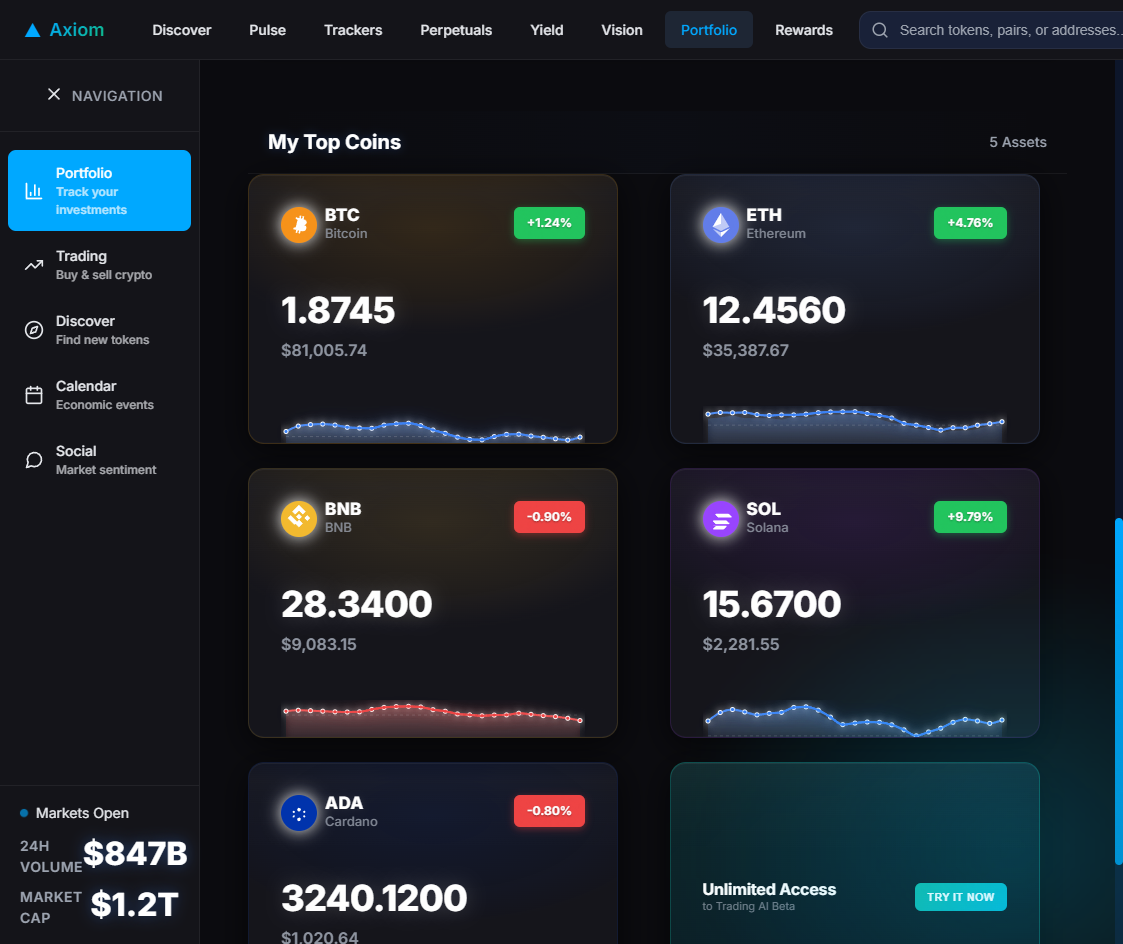 Axiom
Discover
Pulse
Trackers
Perpetuals
Yield
Vision
Portfolio
Rewards
Search tokens, pairs, or addresses...
NAVIGATION
Portfolio
Track your
investments
Trading
Buy & sell crypto
Discover
Find new tokens
Calendar
Economic events
Social
Market sentiment
Markets Open
24H
VOLUME
$847B
MARKET
CAP
$1.2T
My Top Coins
5 Assets
BTC
Bitcoin
+1.24%
1.8745
$81,005.74
ETH
Ethereum
+4.76%
12.4560
$35,387.67
BNB
BNB
-0.90%
28.3400
$9,083.15
SOL
Solana
+9.79%
15.6700
$2,281.55
ADA
Cardano
-0.80%
3240.1200
$1,020.64
Unlimited Access
to Trading AI Beta
TRY IT NOW